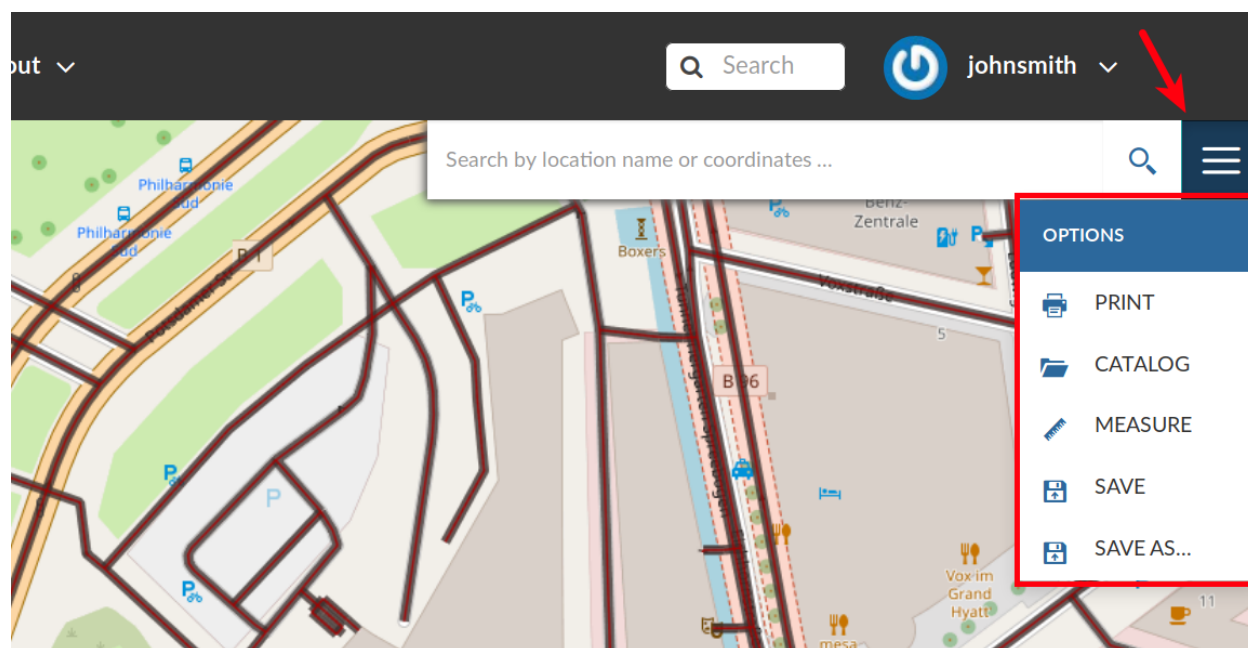 out
Search
johnsmith
Search by location name or coordinates ...
Philharmonie
Süd
Philharmonie
Süd
B 1
Potsdamer Str.
Boxers
Benz-
Zentrale
Voxstraße
5
B 96
OPTIONS
PRINT
CATALOG
MEASURE
SAVE
SAVE AS...
P
Vox im
Grand
Hyatt
11
mesa